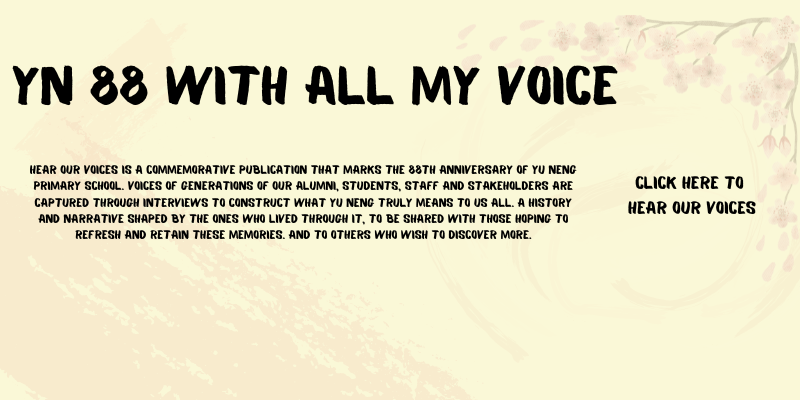 YN 88 WITH ALL MY VOICE
HEAR OUR VOICES IS A COMMEMORATIVE PUBLICATION THAT MARKS THE 88TH ANNIVERSARY OF YU NENG
PRIMARY SCHOOL. VOICES OF GENERATIONS OF OUR ALUMNI, STUDENTS, STAFF AND STAKEHOLDERS ARE
CAPTURED THROUGH INTERVIEWS TO CONSTRUCT WHAT YU NENG TRULY MEANS TO US ALL. A HISTORY
AND NARRATIVE SHAPED BY THE ONES WHO LIVED THROUGH IT, TO BE SHARED WITH THOSE HOPING TO
REFRESH AND RETAIN THESE MEMORIES. AND TO OTHERS WHO WISH TO DISCOVER MORE.
CLICK HERE TO
HEAR OUR VOICES